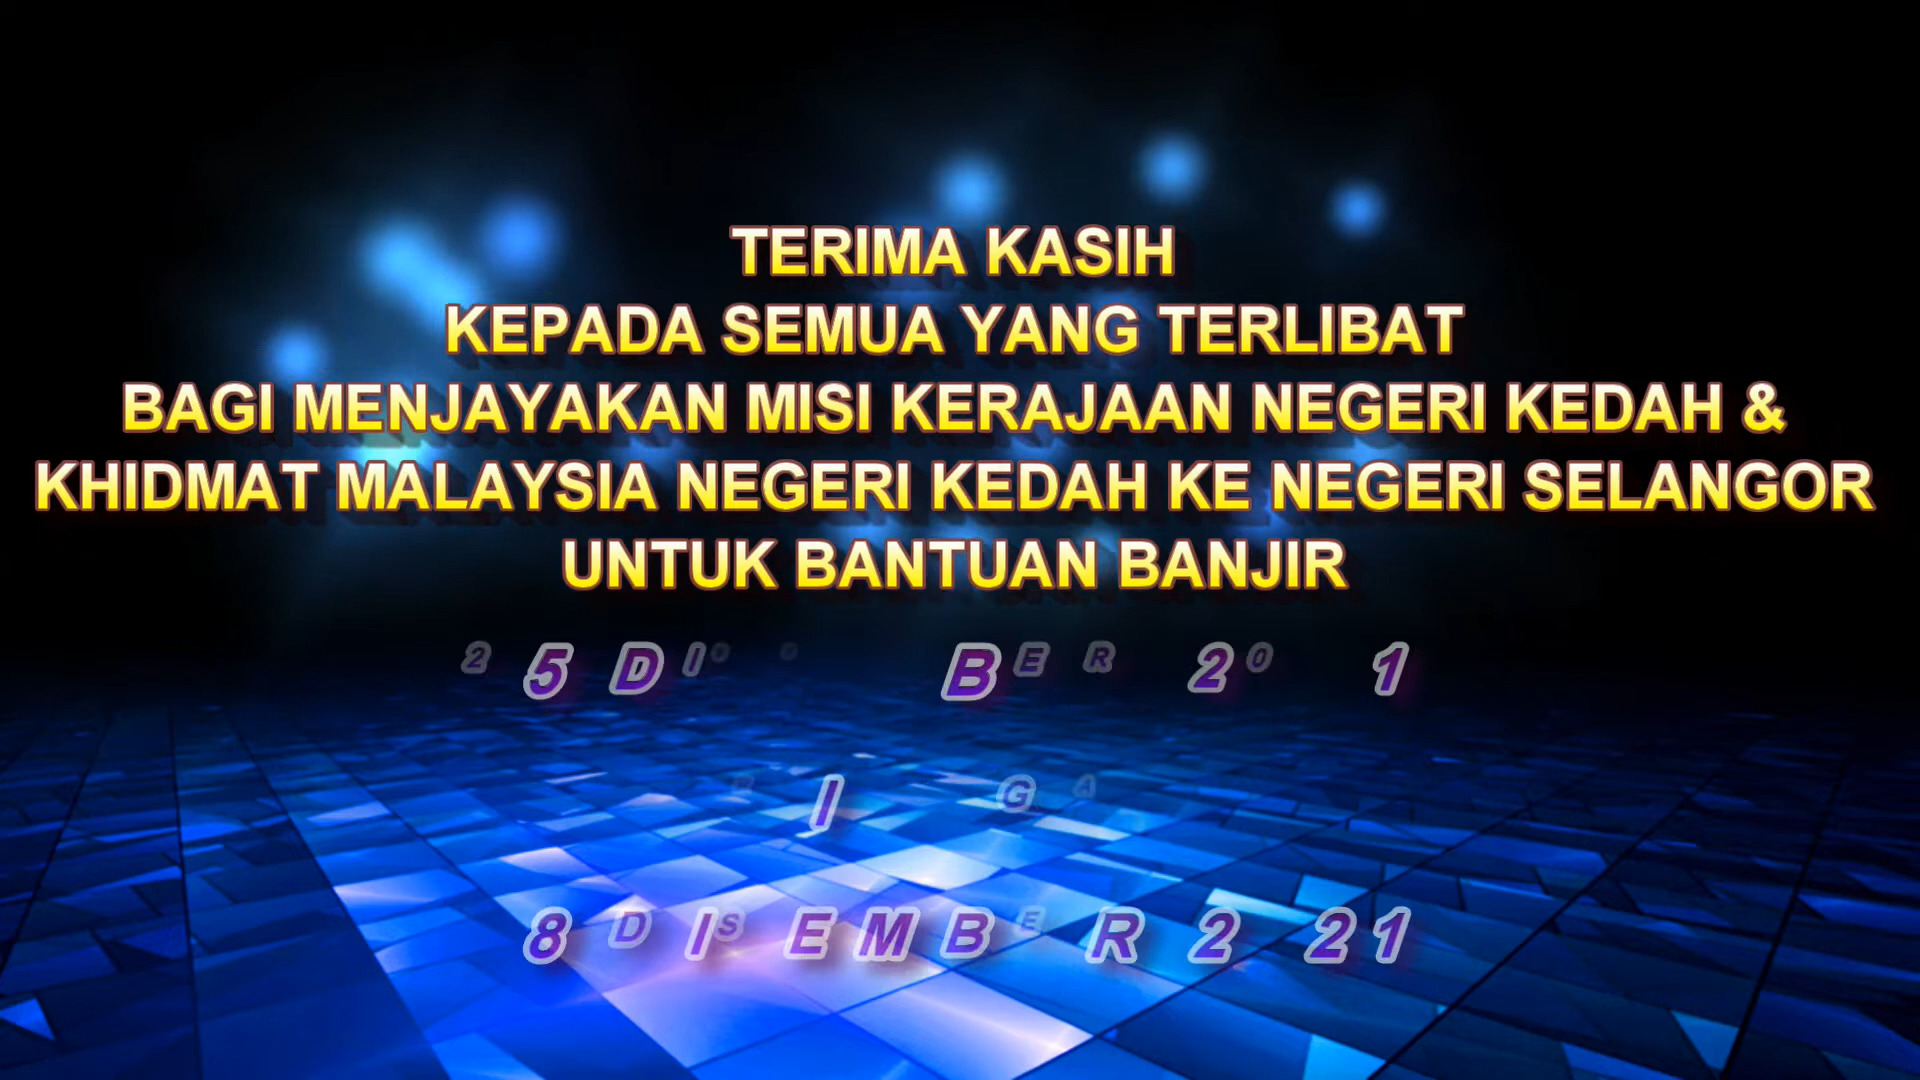 TERIMA KASIH
KEPADA SEMUA YANG TERLIBAT
BAGI MENJAYAKAN MISI KERAJAAN NEGERI KEDAH &
KHIDMAT MALAYSIA NEGERI KEDAH KE NEGERI SELANGOR
UNTUK BANTUAN BANJIR